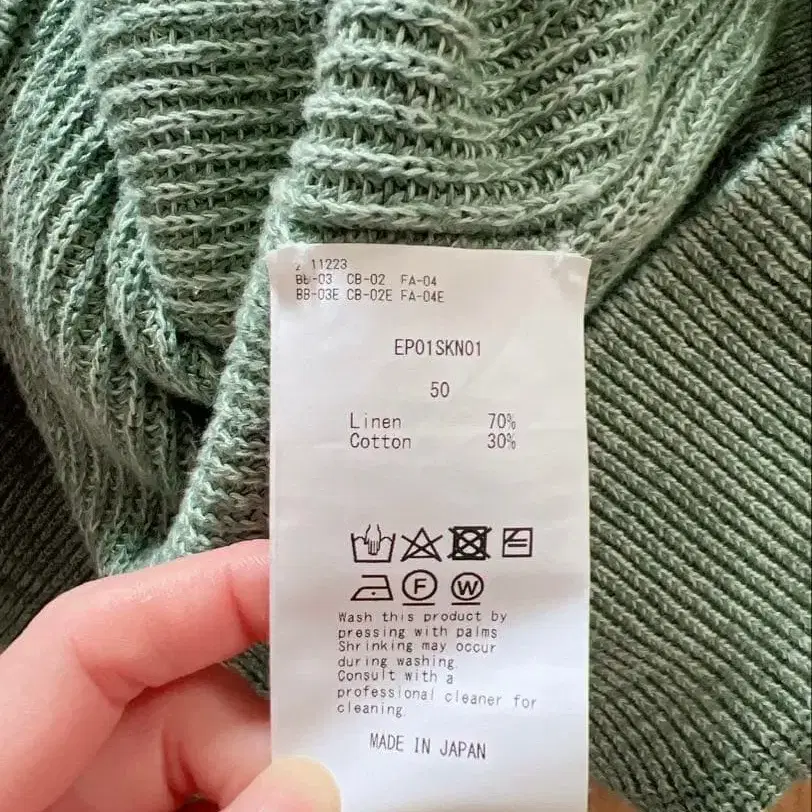 11223
BB-03 CB-02 FA-04
BB-03E CB-02E FA-04E
EP01SKN01
50
Linen 70%
Cotton 30%
F W
Wash this product by
pressing with palms
Shrinking may occur
during washing.
Consult with a
professional cleaner for
cleaning.
MADE IN JAPAN